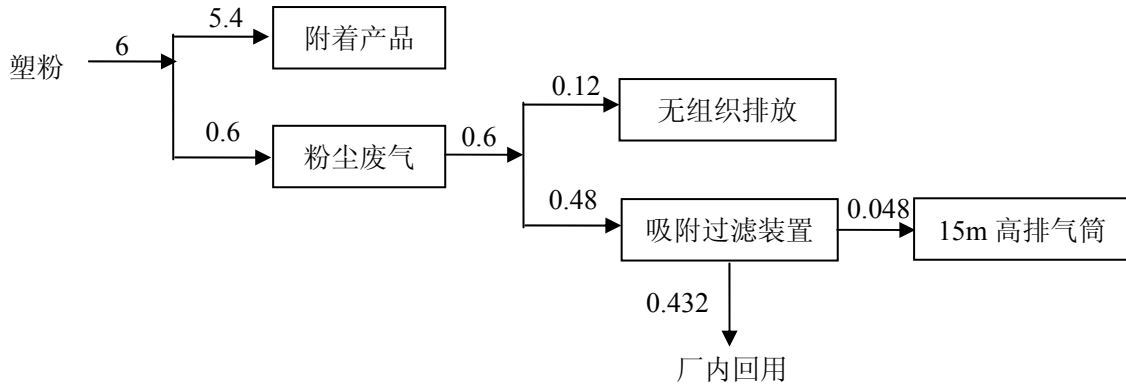 5.4
附着产品
6
塑粉
0.12
无组织排放
0.6
粉尘废气
0.6
0.48
吸附过滤装置
0.048
15m 高排气筒
0.432
厂内回用